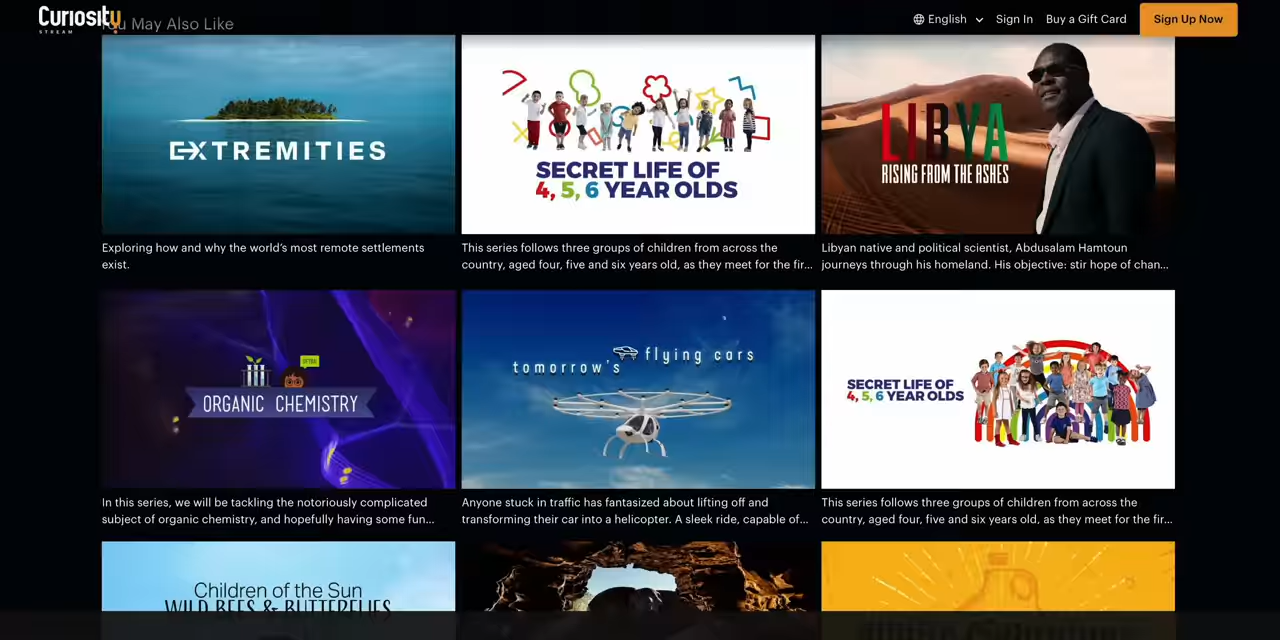 Curiosity
STREAM
You May Also Like
English
Sign In
Buy a Gift Card
Sign Up Now
EXTREMITIES
SECRET LIFE OF
4, 5, 6 YEAR OLDS
LIBYA
RISING FROM THE ASHES
Exploring how and why the world’s most remote settlements
exist.
This series follows three groups of children from across the
country, aged four, five and six years old, as they meet for the fir...
Libyan native and political scientist, Abdusalam Hamtoun
journeys through his homeland. His objective: stir hope of chan...
ORGANIC CHEMISTRY
tomorrow's flying cars
SECRET LIFE OF
4, 5, 6 YEAR OLDS
In this series, we will be tackling the notoriously complicated
subject of organic chemistry, and hopefully having some fun...
Anyone stuck in traffic has fantasized about lifting off and
transforming their car into a helicopter. A sleek ride, capable of...
This series follows three groups of children from across the
country, aged four, five and six years old, as they meet for the fir...
Children of the Sun
WILD BEES & BUTTERFLIES